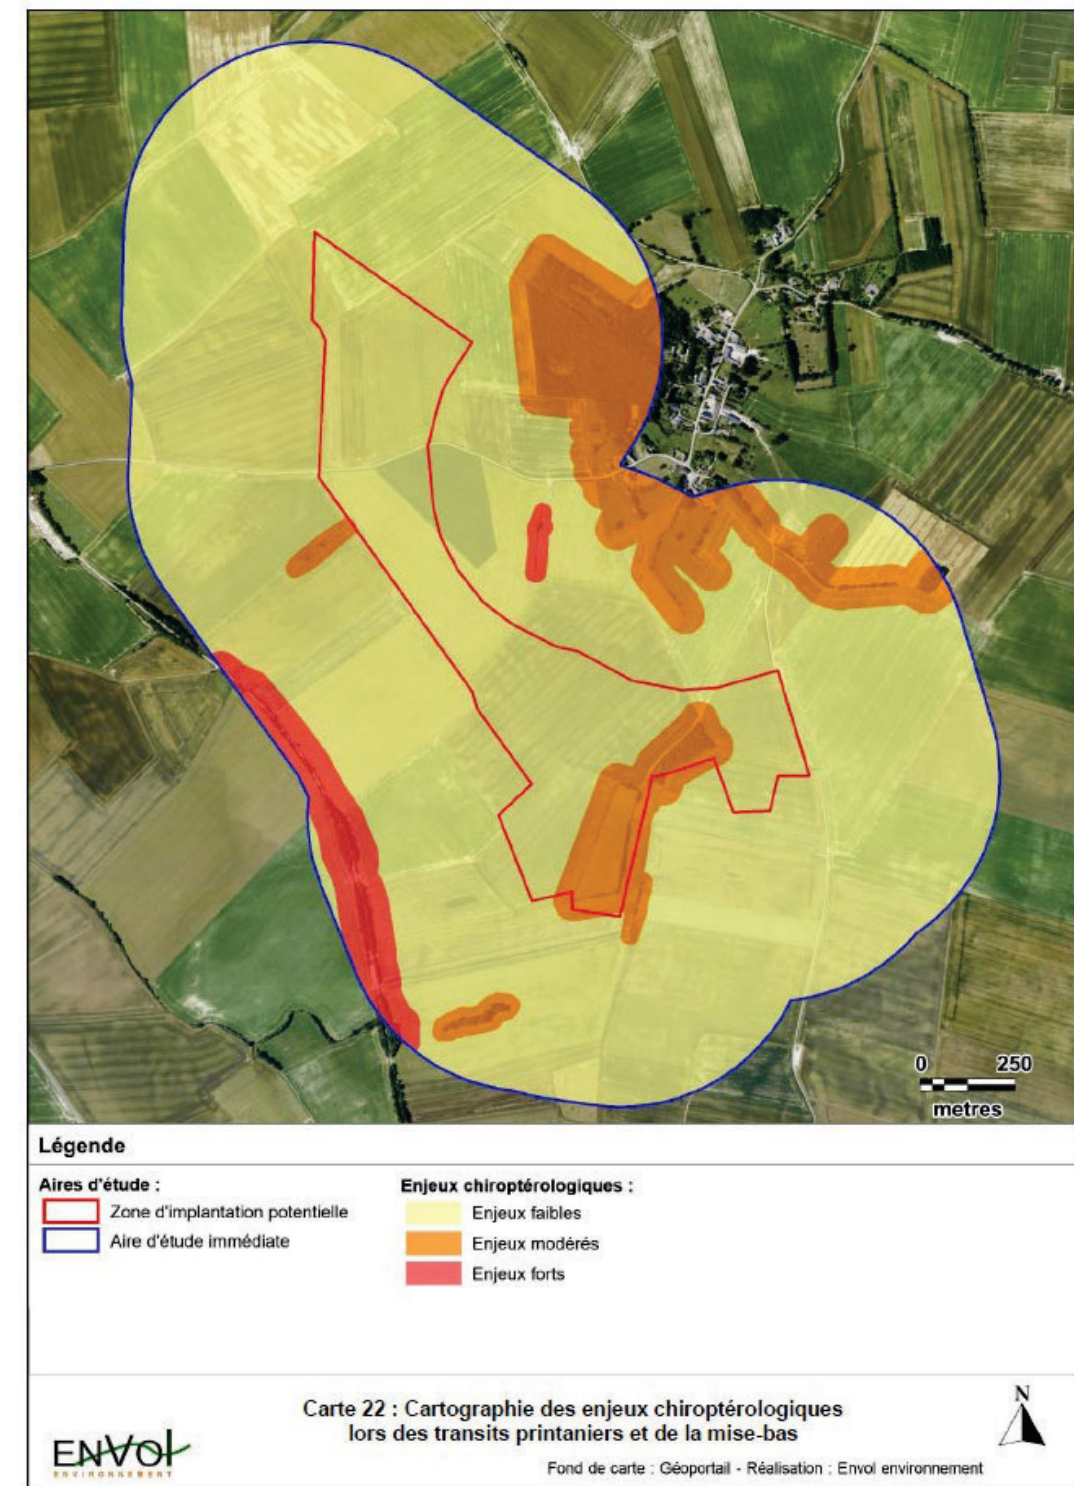 0 250
metres
Légende
Aires d'étude :
Zone d'implantation potentielle
Aire d'étude immédiate
Enjeux chiroptérologiques :
Enjeux faibles
Enjeux modérés
Enjeux forts
Carte 22 : Cartographie des enjeux chiroptérologiques
lors des transits printaniers et de la mise-bas
N
ENVOl
ENVIRONNEMENT
Fond de carte : Géoportail - Réalisation : Envol environnement